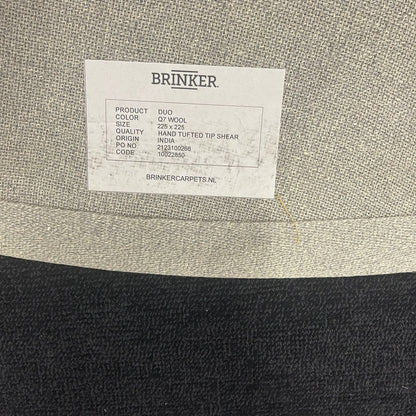 BRINKER
PRODUCT DUO
COLOR Q7 WOOL
SIZE 225 x 225
QUALITY HAND TUFTED TIP SHEAR
ORIGIN INDIA
PO NO 2123100266
CODE 10022850
BRINKERCARPETS.NL